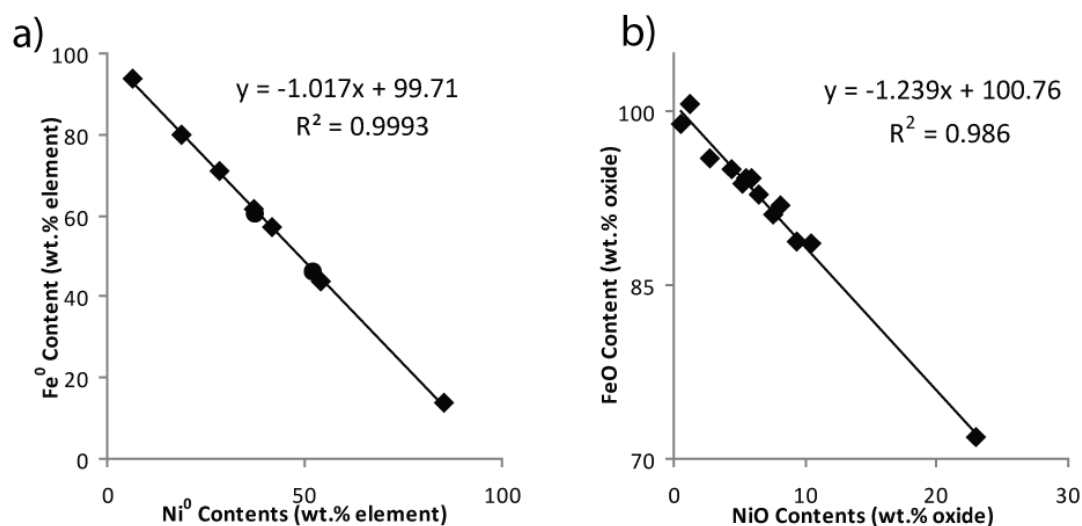 a)
100
80
60
40
20
0
Fe⁰ Content (wt.% element)
y = -1.017x + 99.71
R² = 0.9993
0
50
100
Ni⁰ Contents (wt.% element)
b)
100
85
70
FeO Content (wt.% oxide)
y = -1.239x + 100.76
R² = 0.986
0
10
20
30
NiO Contents (wt.% oxide)